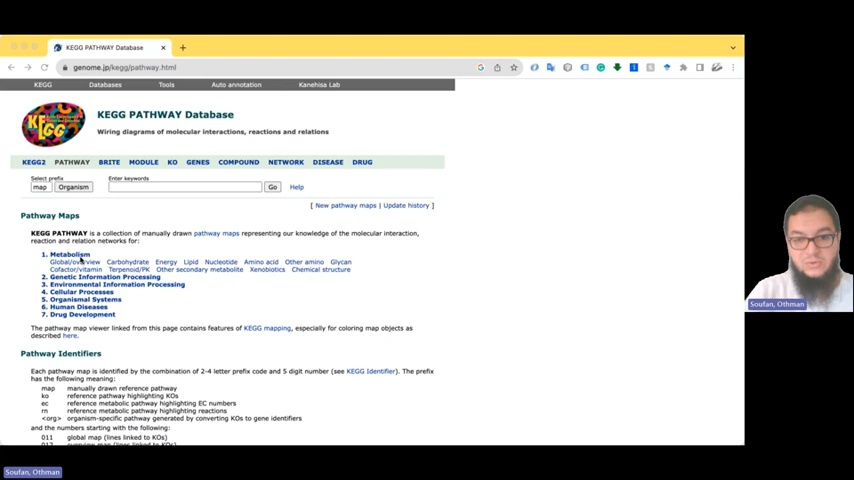 KEGG PATHWAY Database
genome.jp/kegg/pathway.html
KEGG Databases Tools Auto annotation Kanehisa Lab
KEGG
KEGG PATHWAY Database
Wiring diagrams of molecular interactions, reactions and relations
KEGG2 PATHWAY BRITE MODULE KO GENES COMPOUND NETWORK DISEASE DRUG
Select prefix Enter keywords
map Organism Go Help
[ New pathway maps | Update history ]
Pathway Maps
KEGG PATHWAY is a collection of manually drawn pathway maps representing our knowledge of the molecular interaction,
reaction and relation networks for:
1. Metabolism
Global/overview Carbohydrate Energy Lipid Nucleotide Amino acid Other amino Glycan
Cofactor/vitamin Terpenoid/PK Other secondary metabolite Xenobiotics Chemical structure
2. Genetic Information Processing
3. Environmental Information Processing
4. Cellular Processes
5. Organismal Systems
6. Human Diseases
7. Drug Development
The pathway map viewer linked from this page contains features of KEGG mapping, especially for coloring map objects as
described here.
Pathway Identifiers
Each pathway map is identified by the combination of 2-4 letter prefix code and 5 digit number (see KEGG Identifier). The prefix
has the following meaning:
map manually drawn reference pathway
ko reference pathway highlighting KOs
ec reference metabolic pathway highlighting EC numbers
rn reference metabolic pathway highlighting reactions
<org> organism-specific pathway generated by converting KOs to gene identifiers
and the numbers starting with the following:
011 global map (lines linked to KOs)
012 overview map (lines linked to KOs)
Soufan, Othman
Soufan, Othman